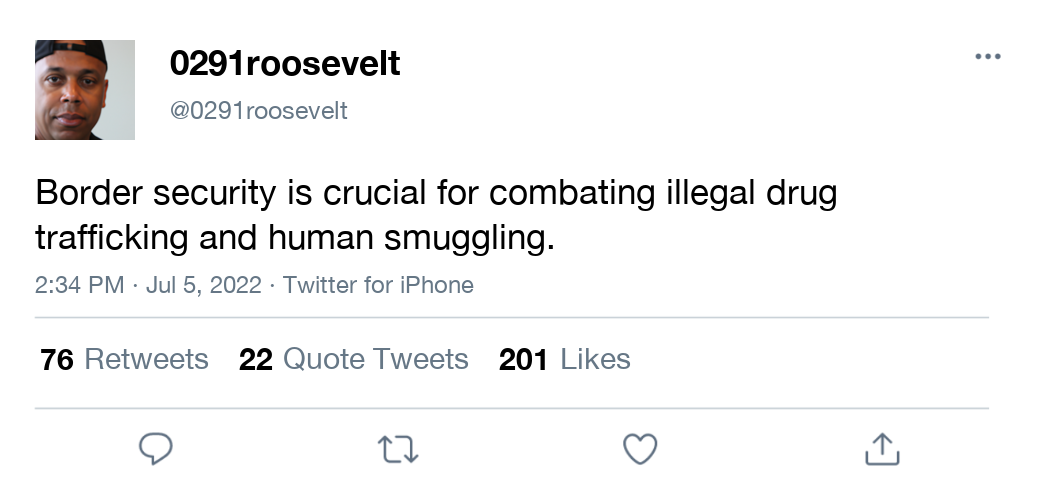 0291roosevelt
@0291roosevelt
Border security is crucial for combating illegal drug
trafficking and human smuggling.
2:34 PM · Jul 5, 2022 · Twitter for iPhone
76 Retweets 22 Quote Tweets 201 Likes